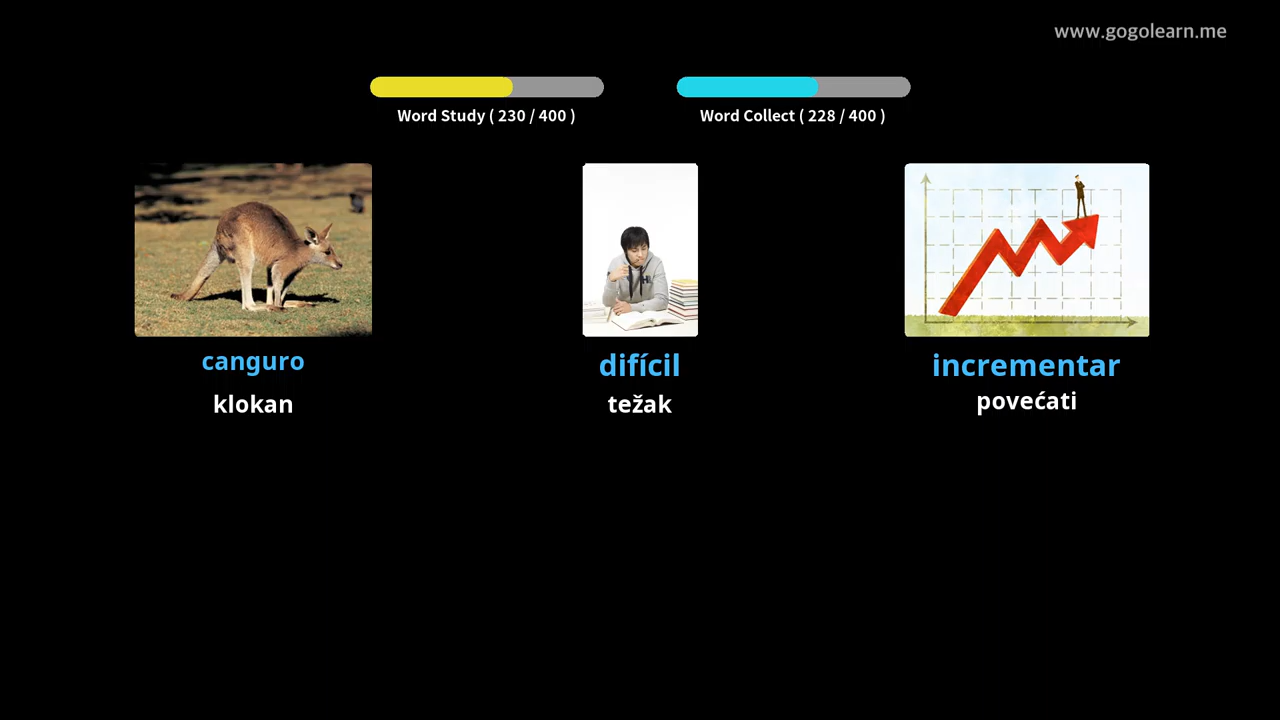 www.gogolearn.me
Word Study ( 230 / 400 )
Word Collect ( 228 / 400 )
canguro
difícil
incrementar
klokan
težak
povećati